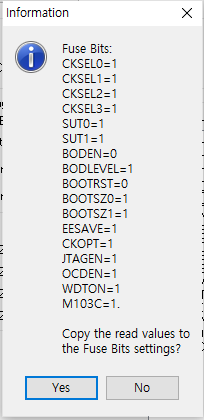 Information
Fuse Bits:
CKSEL0=1
CKSEL1=1
CKSEL2=1
CKSEL3=1
SUT0=1
SUT1=1
BODEN=0
BODLEVEL=1
BOOTRST=0
BOOTSZ0=1
BOOTSZ1=1
EESAVE=1
CKOPT=1
JTAGEN=1
OCDEN=1
WDTON=1
M103C=1.
Copy the read values to
the Fuse Bits settings?
Yes
No